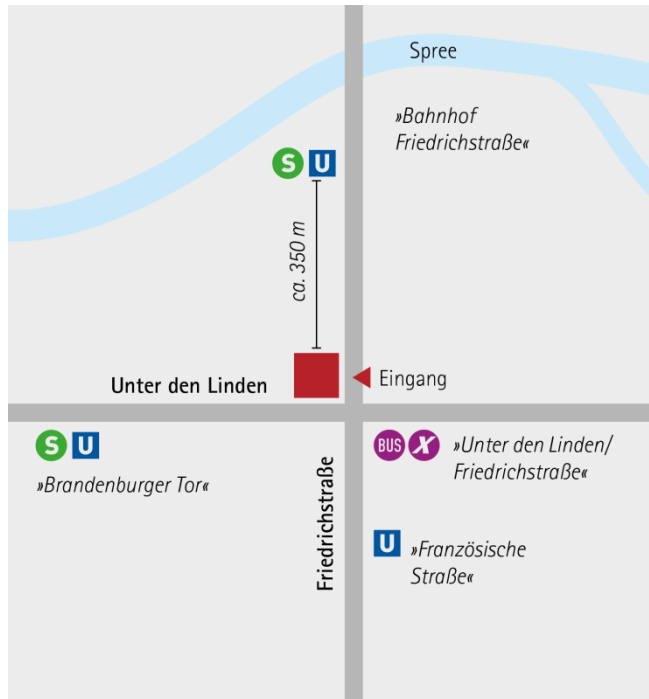 Spree
»Bahnhof
Friedrichstraße«
S U
ca. 350 m
Unter den Linden
Eingang
S U
»Brandenburger Tor«
BUS X »Unter den Linden/
Friedrichstraße«
Friedrichstraße
U »Französische
Straße«